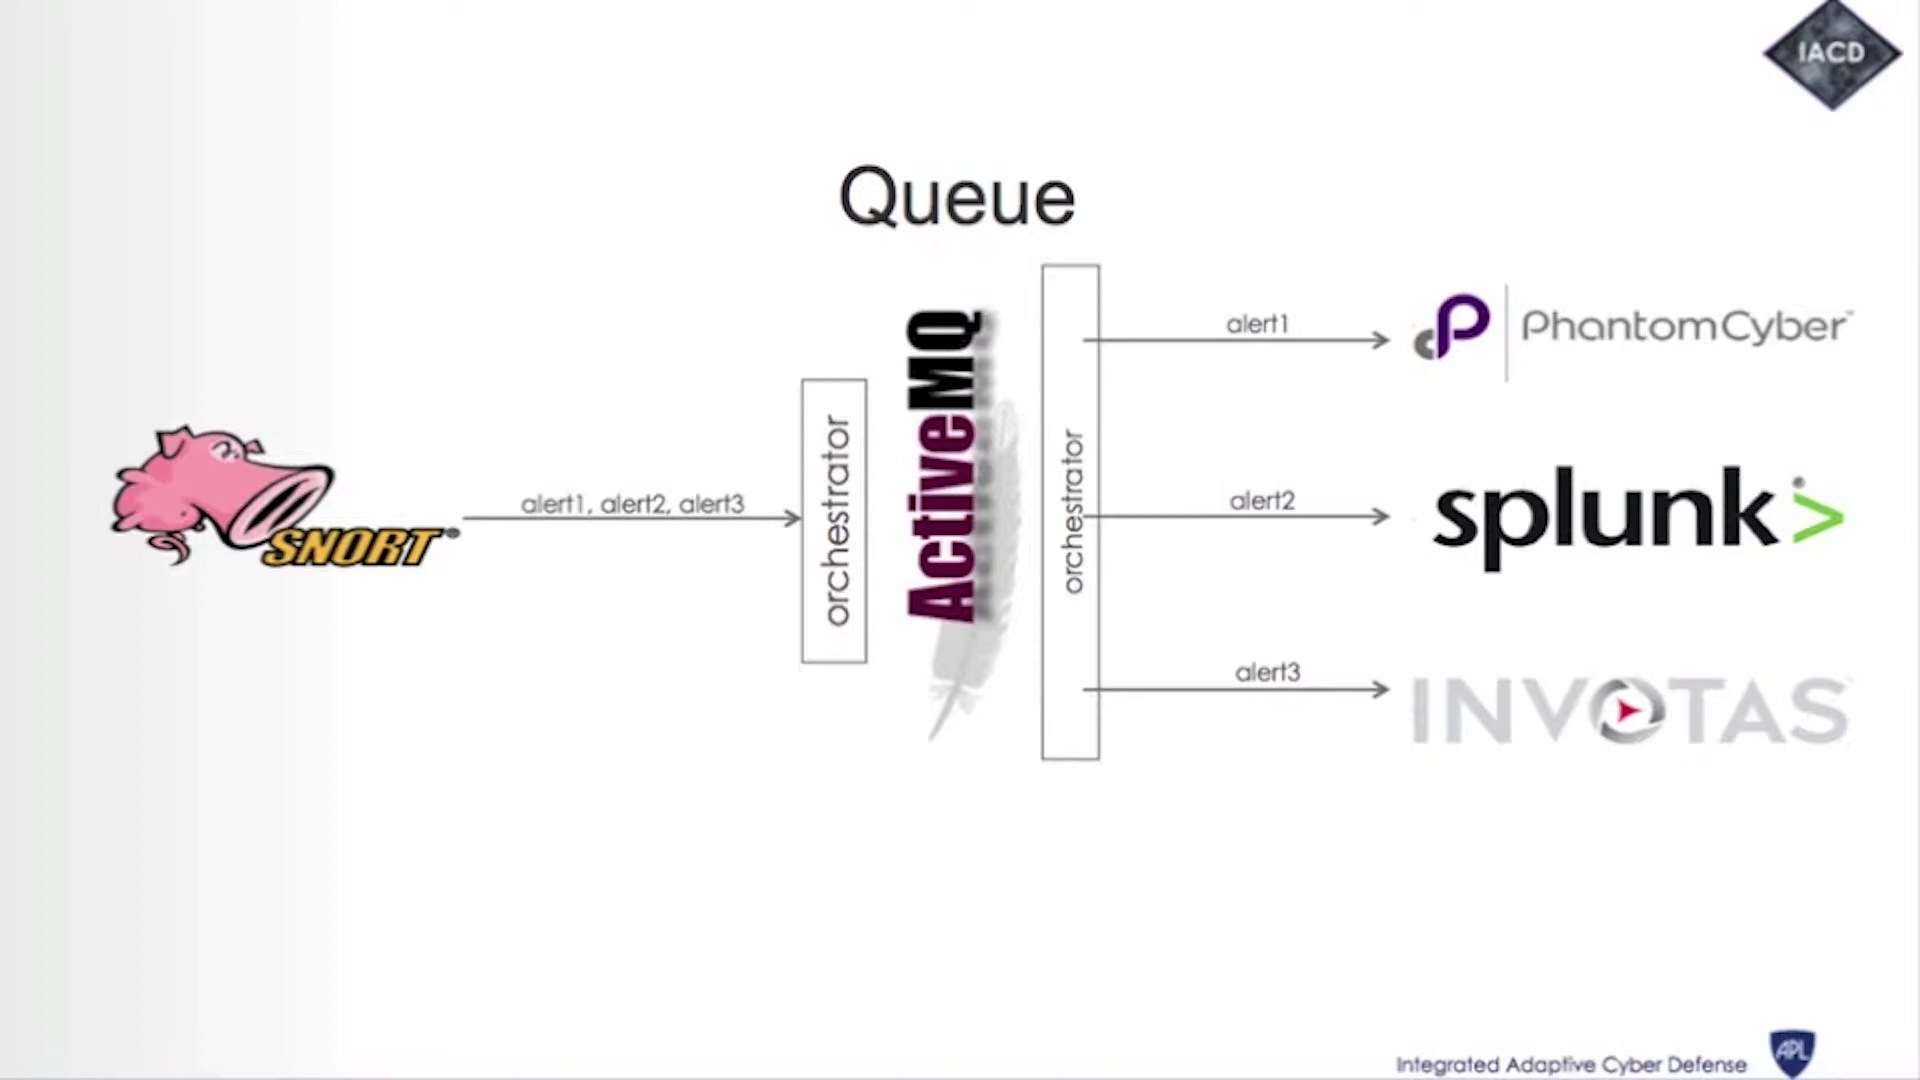 IACD
Queue
SNORT®
alert1, alert2, alert3
orchestrator
ActiveMQ
orchestrator
alert1
PhantomCyber™
alert2
splunk®>
alert3
INVOTAS
Integrated Adaptive Cyber Defense
APL